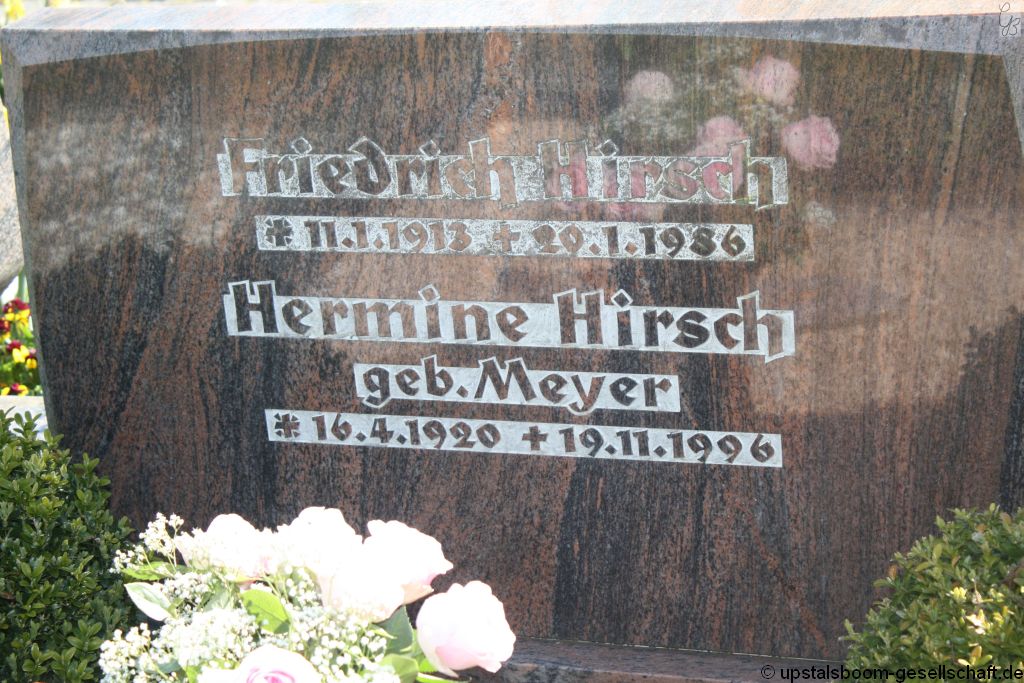 Friedrich Hirsch
* 11.1.1913 + 20.1.1986
Hermine Hirsch
geb. Meyer
* 16.4.1920 + 19.11.1996
© upstalsboom-gesellschaft.de